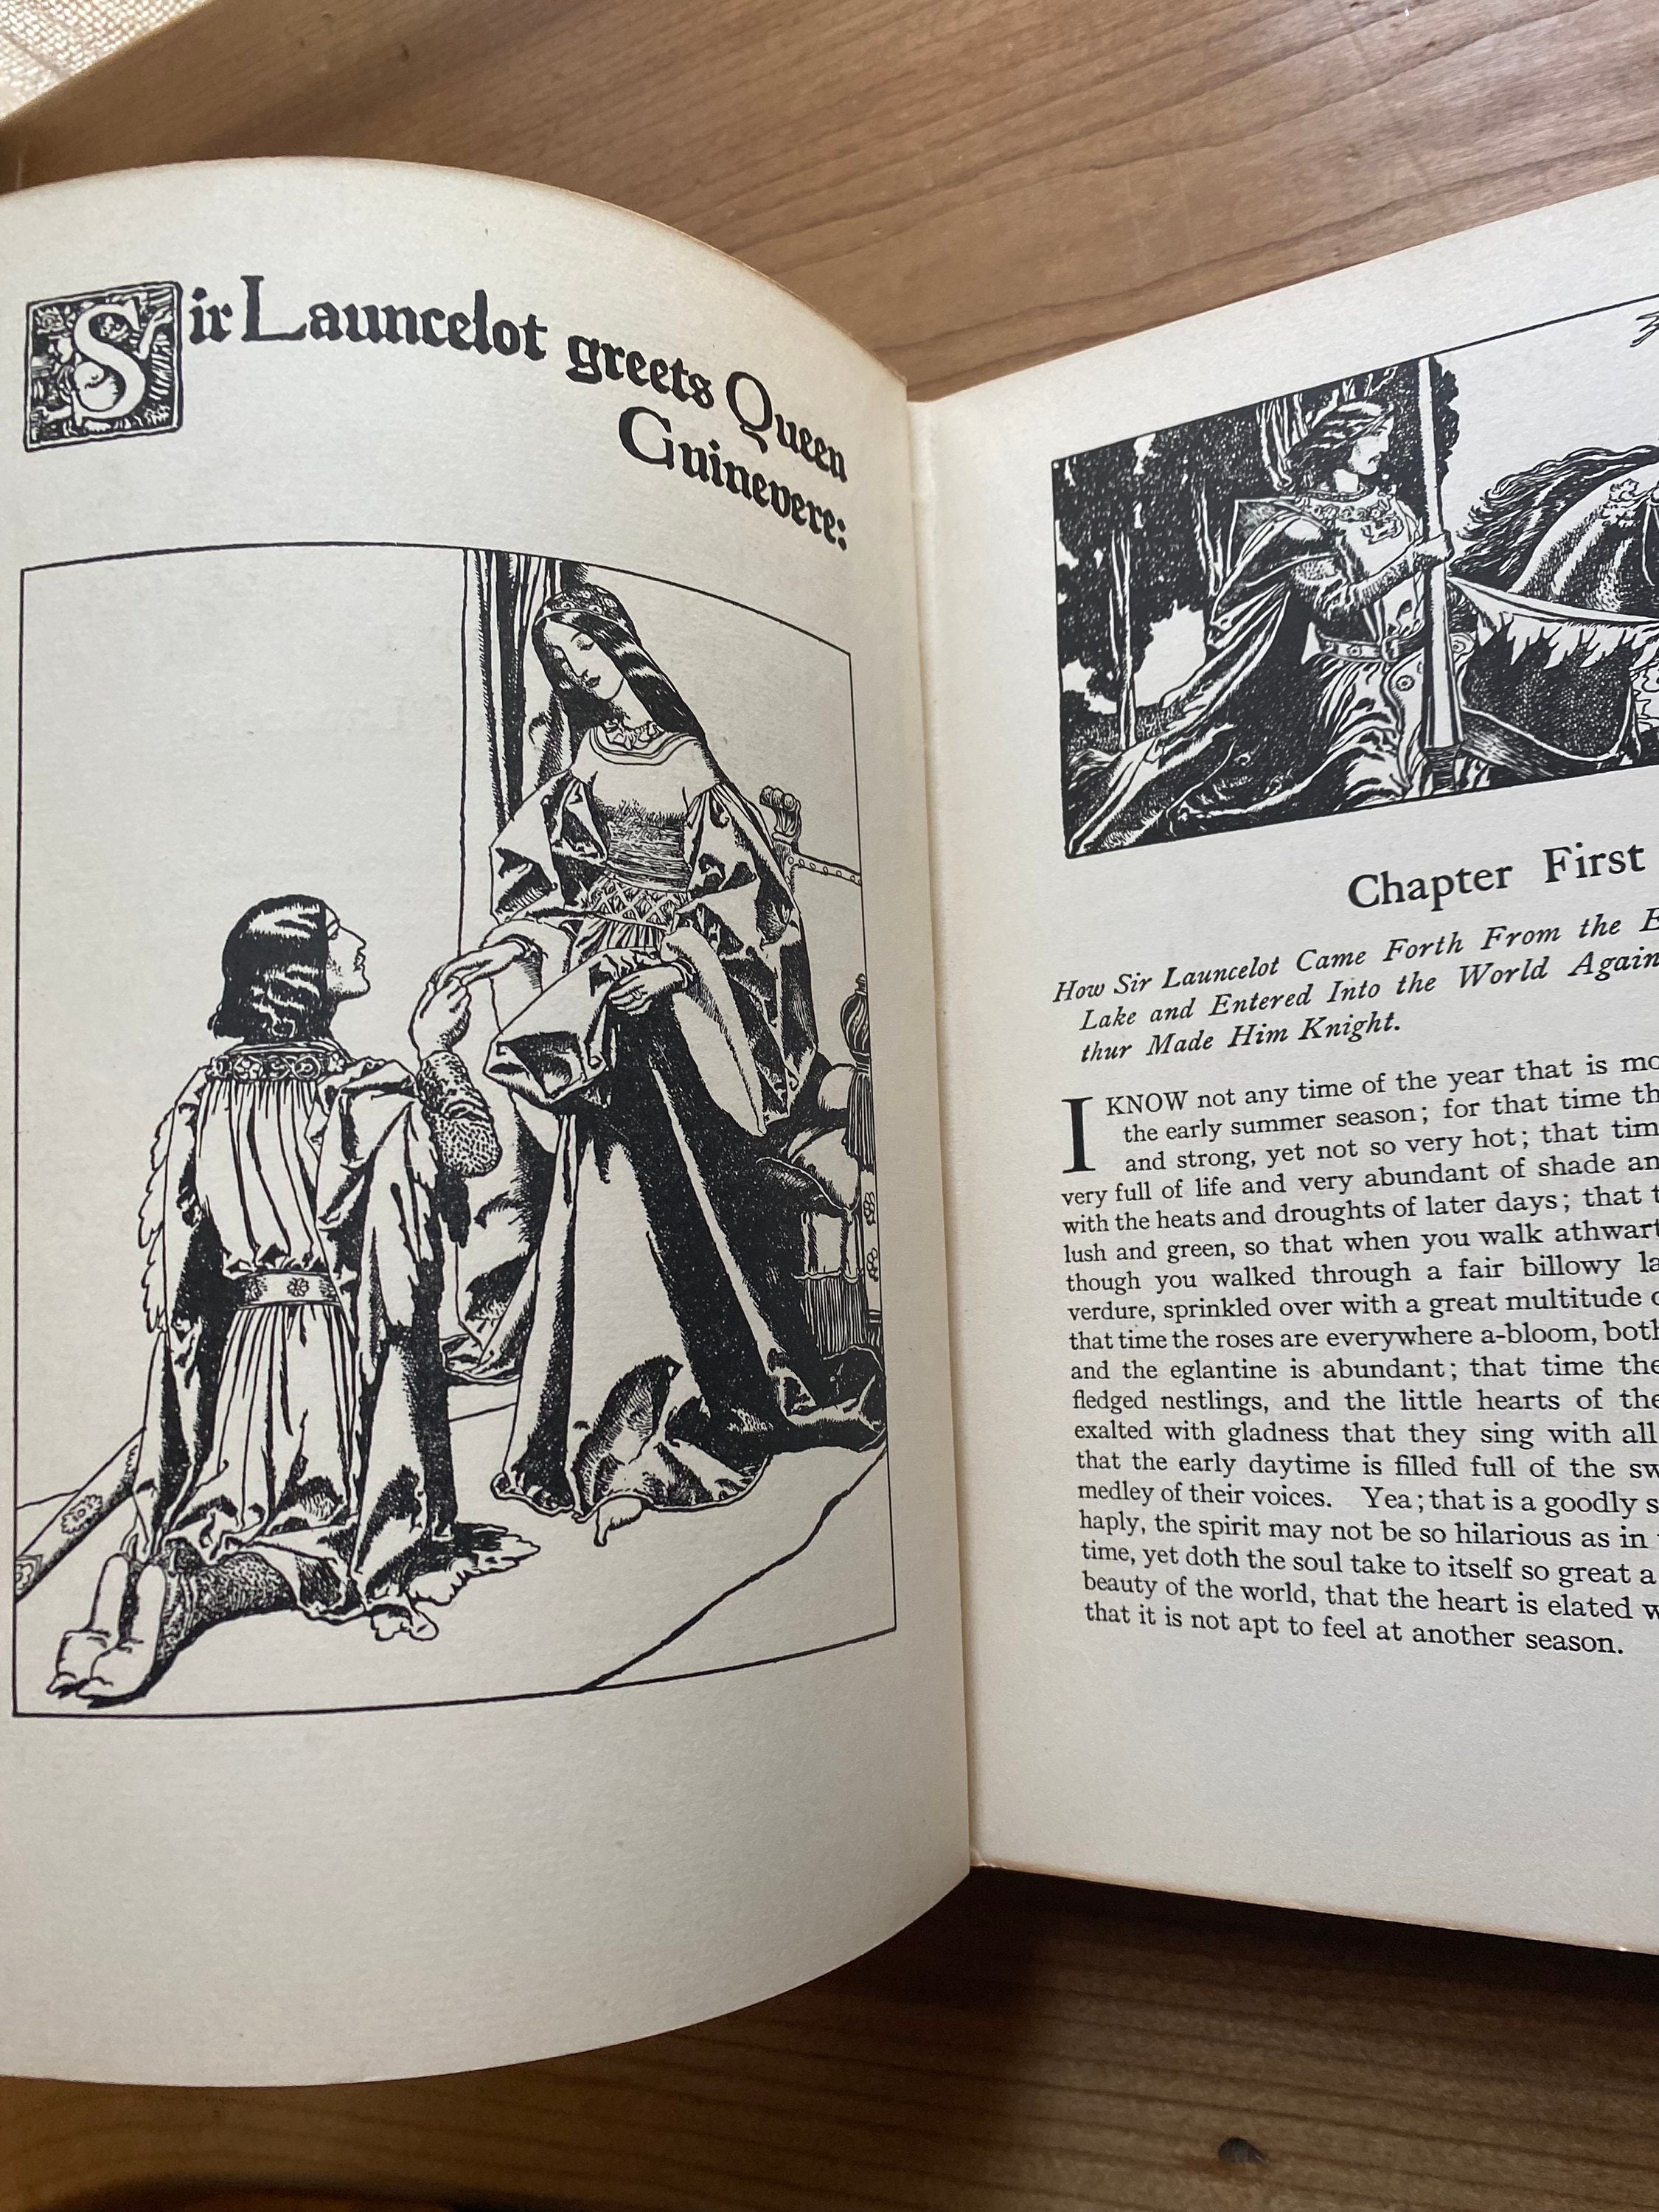 Sir Launcelot greets Queen
Guinevere:
Chapter First
How Sir Launcelot Came Forth From the
Lake and Entered Into the World Again
thur Made Him Knight.
I KNOW not any time of the year that is
the early summer season; for that time
and strong, yet not so very hot; that
very full of life and very abundant of shade
with the heats and droughts of later days; that
lush and green, so that when you walk athwart
though you walked through a fair billowy
verdure, sprinkled over with a great multitude
that time the roses are everywhere a-bloom,
and the eglantine is abundant; that time
fledged nestlings, and the little hearts of
exalted with gladness that they sing with all
that the early daytime is filled full of the
medley of their voices. Yea; that is a goodly
haply, the spirit may not be so hilarious as in
time, yet doth the soul take to itself so great a
beauty of the world, that the heart is elated
that it is not apt to feel at another season.